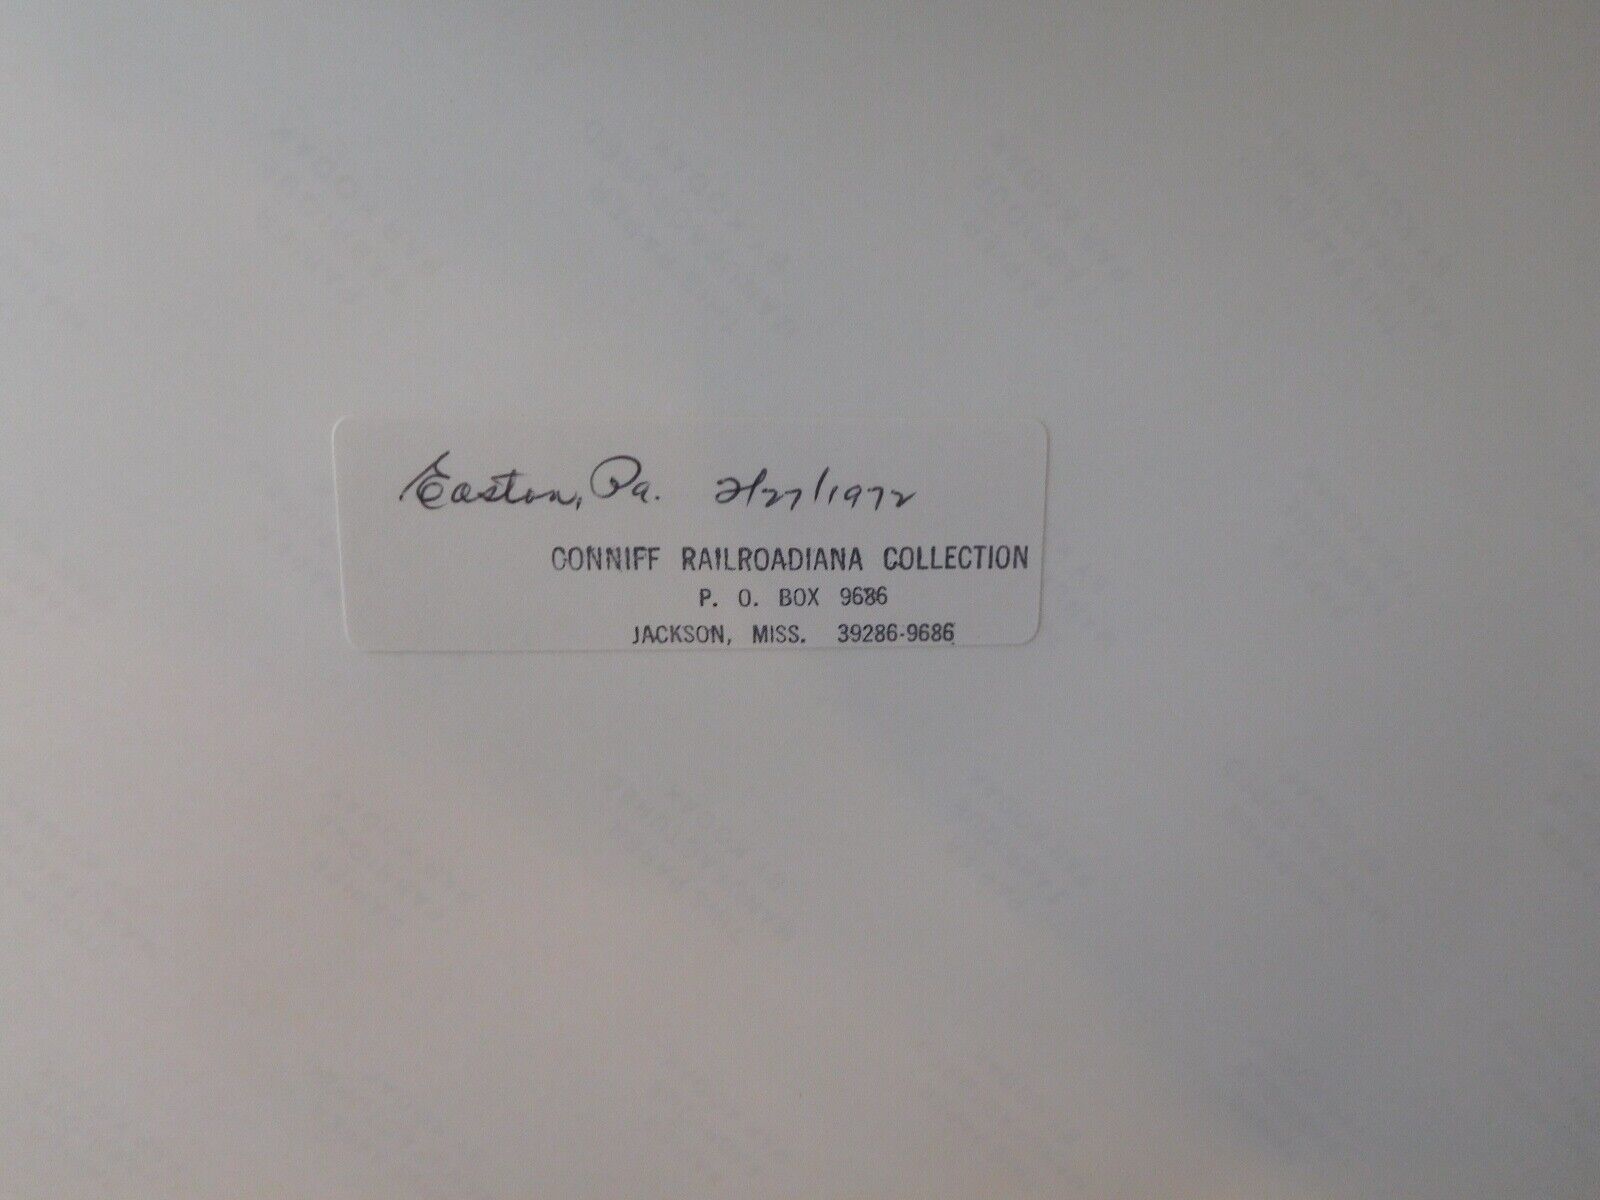 Easton, Pa. 2/27/1972
CONNIFF RAILROADIANA COLLECTION
P. O. BOX 9686
JACKSON, MISS. 39286-9686